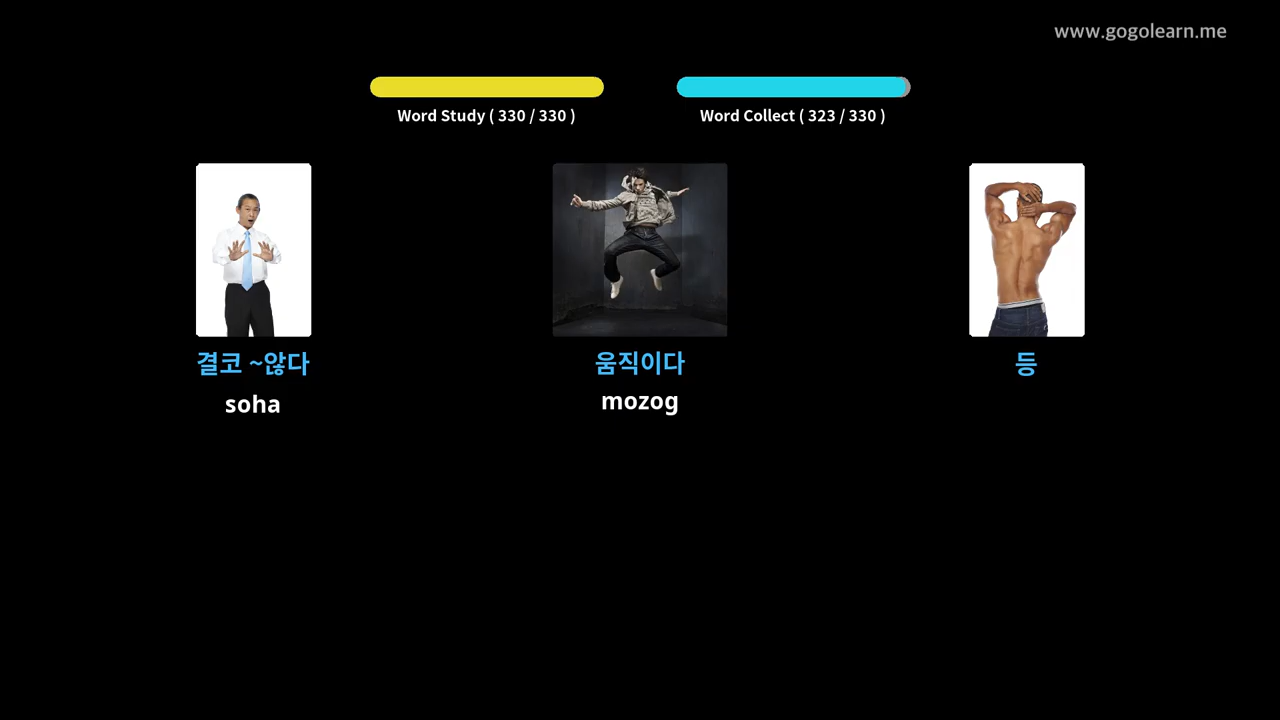 www.gogolearn.me
Word Study ( 330 / 330 )
Word Collect ( 323 / 330 )
결코 ~않다
soha
움직이다
mozog
등